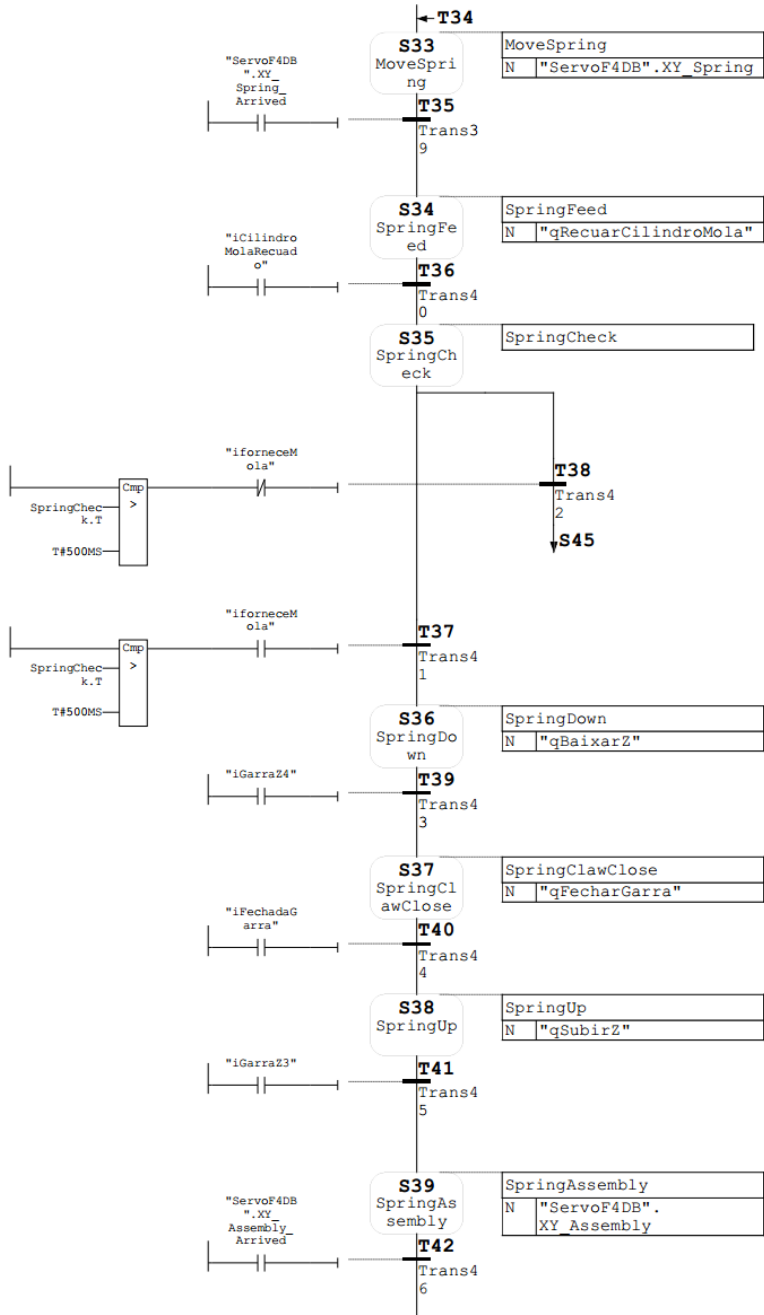 T34
S33
MoveSpri
ng
MoveSpring
N "ServoF4DB".XY_Spring
"ServoF4DB
".XY_
Spring_
Arrived
T35
Trans3
9
S34
SpringFe
ed
SpringFeed
N "qRecuarCilindroMola"
"iCilindro
MolaRecuad
o"
T36
Trans4
0
S35
SpringCh
eck
SpringCheck
"iforneceM
ola"
Cmp
>
SpringChec
k.T
T#500MS
T38
Trans4
2
S45
"iforneceM
ola"
Cmp
>
SpringChec
k.T
T#500MS
T37
Trans4
1
S36
SpringDo
wn
SpringDown
N "qBaixarZ"
"iGarraZ4"
T39
Trans4
3
S37
SpringCl
awClose
SpringClawClose
N "qFecharGarra"
"iFechadaG
arra"
T40
Trans4
4
S38
SpringUp
SpringUp
N "qSubirZ"
"iGarraZ3"
T41
Trans4
5
S39
SpringAs
sembly
SpringAssembly
N "ServoF4DB".
XY_Assembly
"ServoF4DB
".XY_
Assembly_
Arrived
T42
Trans4
6